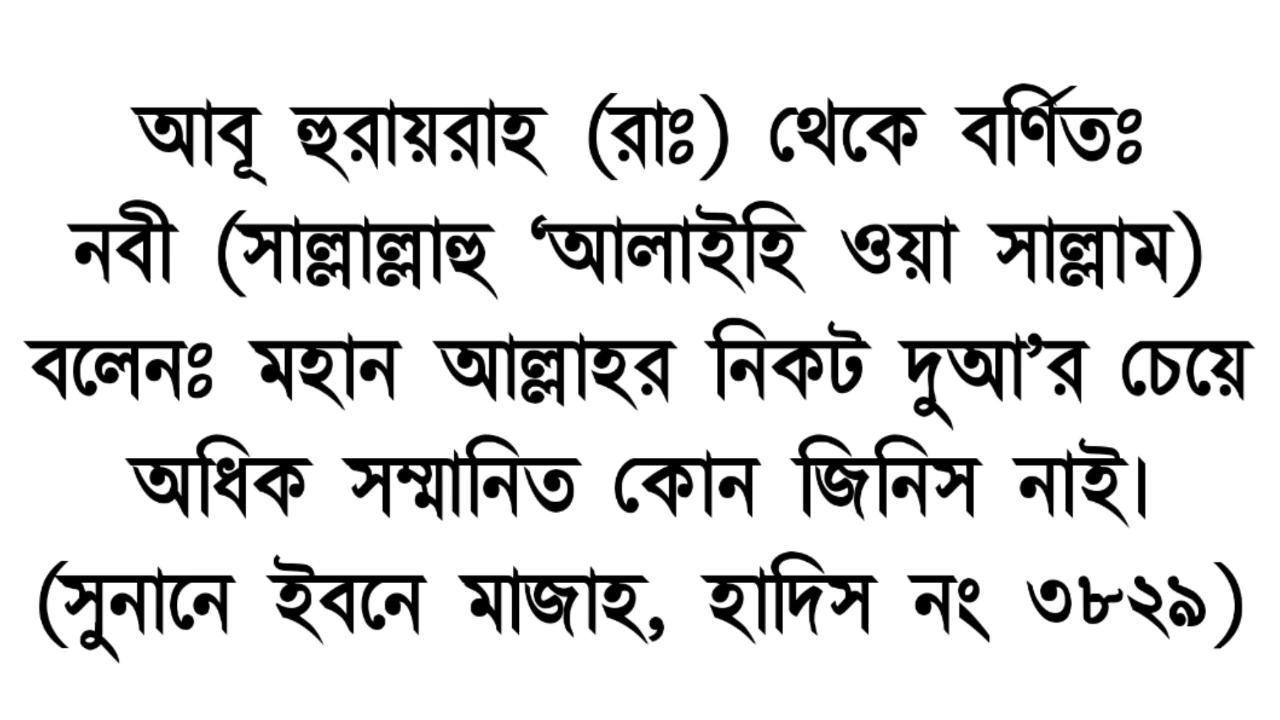 আবূ হুরায়রাহ (রাঃ) থেকে বর্ণিতঃ
নবী (সাল্লাল্লাহু ‘আলাইহি ওয়া সাল্লাম)
বলেনঃ মহান আল্লাহর নিকট দুআ’র চেয়ে
অধিক সম্মানিত কোন জিনিস নাই।
(সুনানে ইবনে মাজাহ, হাদিস নং ৩৮২৯)